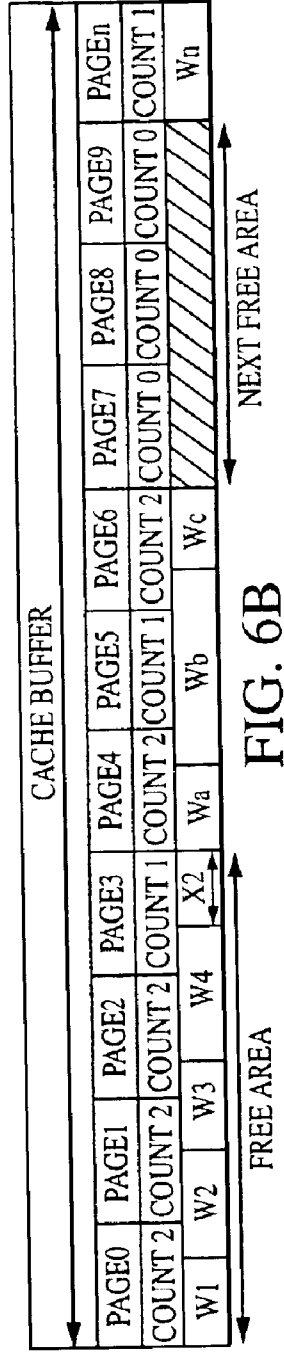 CACHE BUFFER
PAGE0 PAGE1 PAGE2 PAGE3 PAGE4 PAGE5 PAGE6 PAGE7 PAGE8 PAGE9 PAGEn
COUNT 2 COUNT 2 COUNT 2 COUNT 1 COUNT 2 COUNT 1 COUNT 2 COUNT 0 COUNT 0 COUNT 0 COUNT 1
W1 W2 W3 W4 X2 Wa Wb Wc Wn
FREE AREA NEXT FREE AREA
FIG. 6B